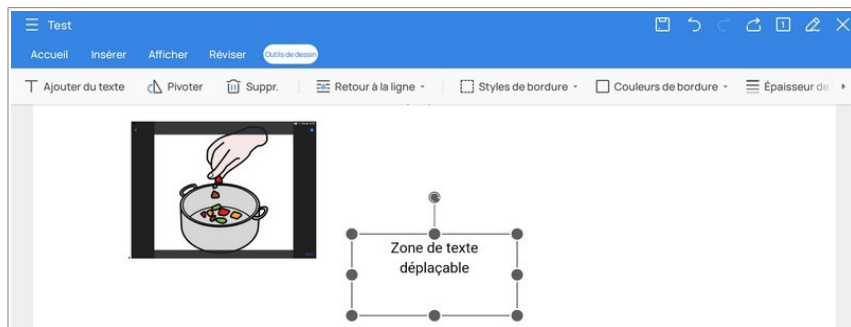 Test
1
Accueil Insérer Afficher Réviser Outils de dessin
Ajouter du texte Pivoter Suppr. Retour à la ligne Styles de bordure Couleurs de bordure Épaisseur de
Zone de texte
déplaçable